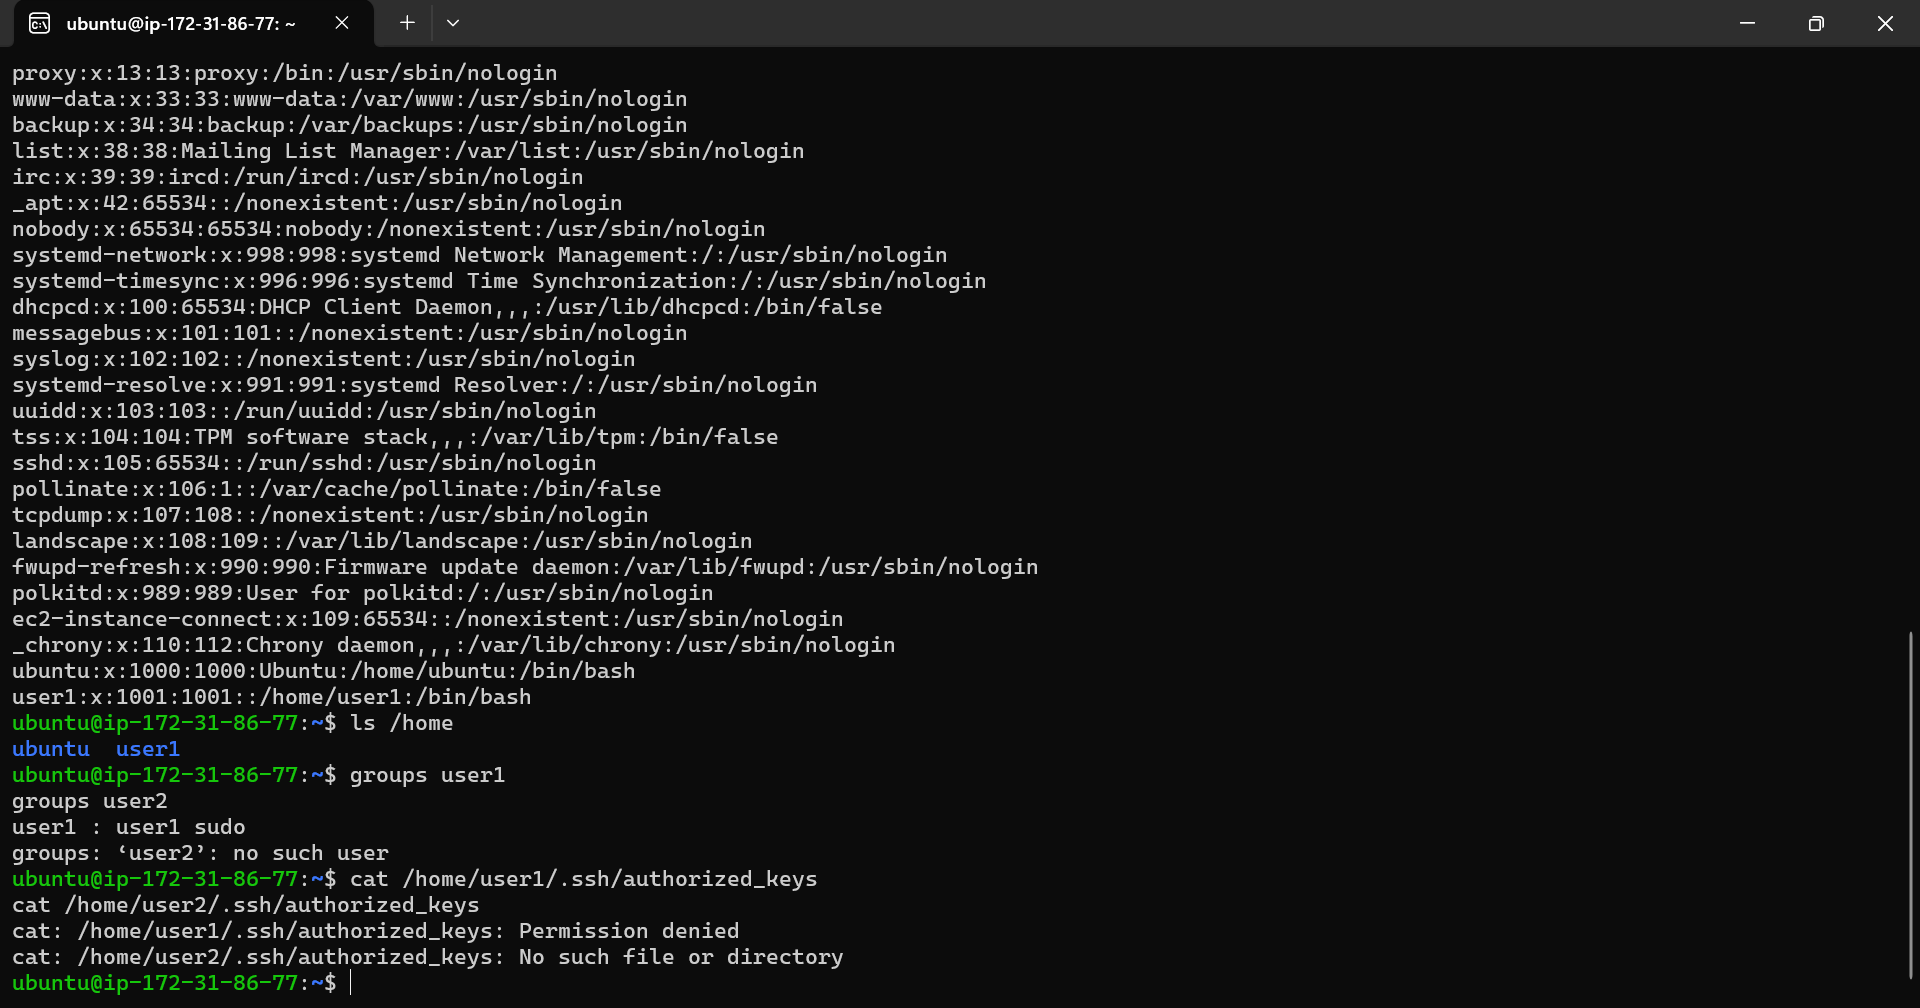 ubuntu@ip-172-31-86-77: ~
proxy:x:13:13:proxy:/bin:/usr/sbin/nologin
www-data:x:33:33:www-data:/var/www:/usr/sbin/nologin
backup:x:34:34:backup:/var/backups:/usr/sbin/nologin
list:x:38:38:Mailing List Manager:/var/list:/usr/sbin/nologin
irc:x:39:39:ircd:/run/ircd:/usr/sbin/nologin
_apt:x:42:65534::/nonexistent:/usr/sbin/nologin
nobody:x:65534:65534:nobody:/nonexistent:/usr/sbin/nologin
systemd-network:x:998:998:systemd Network Management:/:/usr/sbin/nologin
systemd-timesync:x:996:996:systemd Time Synchronization:/:/usr/sbin/nologin
dhcpcd:x:100:65534:DHCP Client Daemon,,,:/usr/lib/dhcpcd:/bin/false
messagebus:x:101:101::/nonexistent:/usr/sbin/nologin
syslog:x:102:102::/nonexistent:/usr/sbin/nologin
systemd-resolve:x:991:991:systemd Resolver:/:/usr/sbin/nologin
uuidd:x:103:103::/run/uuidd:/usr/sbin/nologin
tss:x:104:104:TPM software stack,,,:/var/lib/tpm:/bin/false
sshd:x:105:65534::/run/sshd:/usr/sbin/nologin
pollinate:x:106:1::/var/cache/pollinate:/bin/false
tcpdump:x:107:108::/nonexistent:/usr/sbin/nologin
landscape:x:108:109::/var/lib/landscape:/usr/sbin/nologin
fwupd-refresh:x:990:990:Firmware update daemon:/var/lib/fwupd:/usr/sbin/nologin
polkitd:x:989:989:User for polkitd:/:/usr/sbin/nologin
ec2-instance-connect:x:109:65534::/nonexistent:/usr/sbin/nologin
_chrony:x:110:112:Chrony daemon,,,:/var/lib/chrony:/usr/sbin/nologin
ubuntu:x:1000:1000:Ubuntu:/home/ubuntu:/bin/bash
user1:x:1001:1001::/home/user1:/bin/bash
ubuntu@ip-172-31-86-77:~$ ls /home
ubuntu  user1
ubuntu@ip-172-31-86-77:~$ groups user1
groups user2
user1 : user1 sudo
groups: ‘user2’: no such user
ubuntu@ip-172-31-86-77:~$ cat /home/user1/.ssh/authorized_keys
cat /home/user2/.ssh/authorized_keys
cat: /home/user1/.ssh/authorized_keys: Permission denied
cat: /home/user2/.ssh/authorized_keys: No such file or directory
ubuntu@ip-172-31-86-77:~$